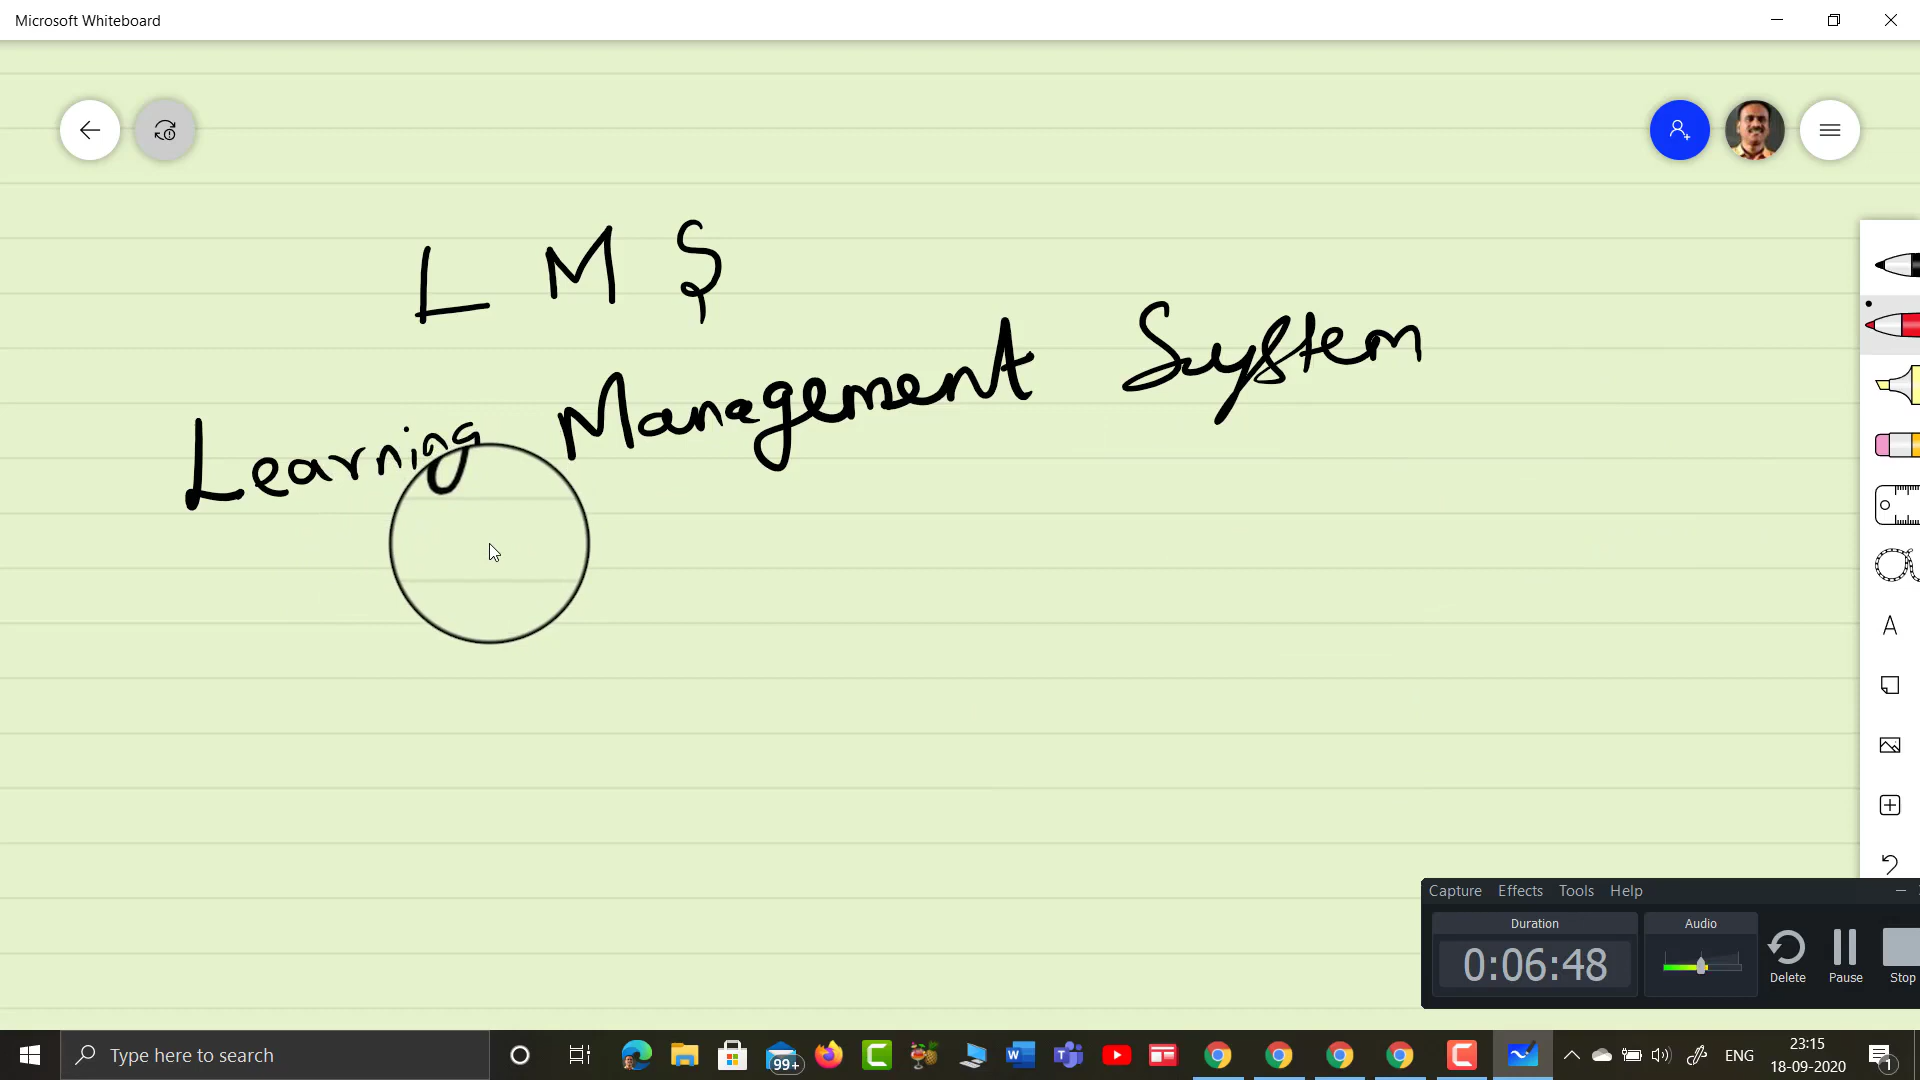 Microsoft Whiteboard
L M S
Learning Management System
A
Capture Effects Tools Help
Duration Audio
0:06:48
Delete Pause Stop
Type here to search
99+
ENG
23:15
18-09-2020
1